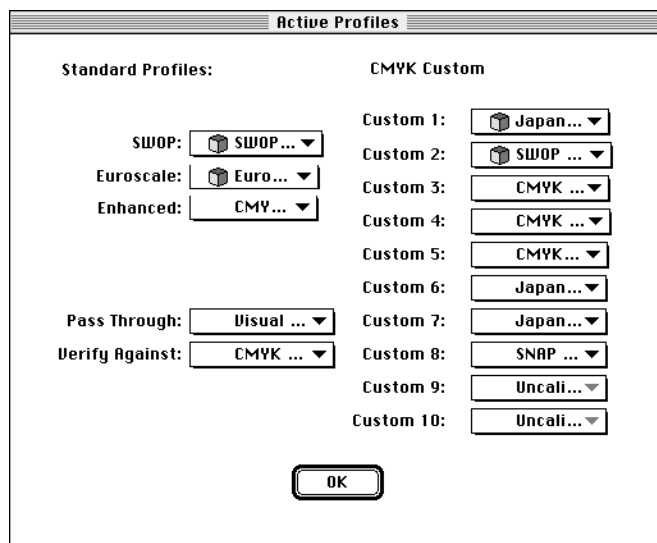 Active Profiles
Standard Profiles:
SWOP: SWOP...
Euroscale: Euro...
Enhanced: CMY...
Pass Through: Visual ...
Verify Against: CMYK ...
CMYK Custom
Custom 1: Japan...
Custom 2: SWOP ...
Custom 3: CMYK ...
Custom 4: CMYK ...
Custom 5: CMYK...
Custom 6: Japan...
Custom 7: Japan...
Custom 8: SNAP ...
Custom 9: Uncali...
Custom 10: Uncali...
OK